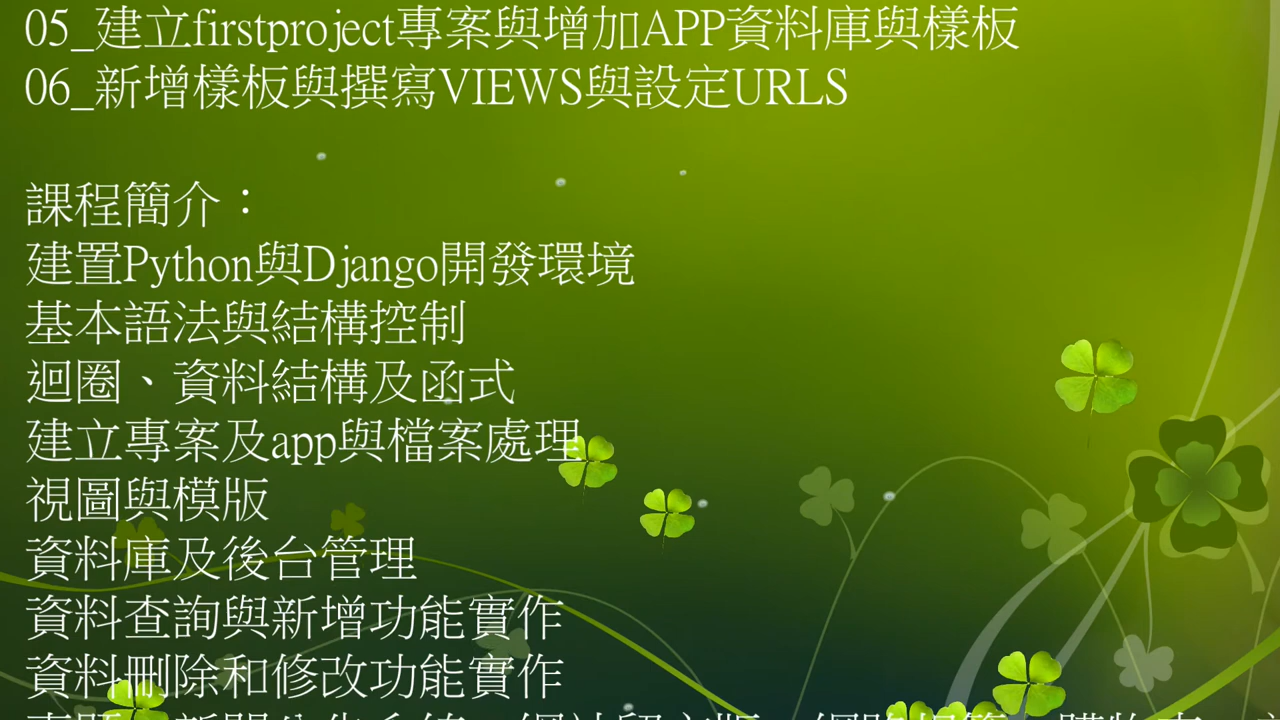 05_建立firstproject專案與增加APP資料庫與樣板
06_新增樣板與撰寫VIEWS與設定URLS
課程簡介：
建置Python與Django開發環境
基本語法與結構控制
迴圈、資料結構及函式
建立專案及app與檔案處理
視圖與模版
資料庫及後台管理
資料查詢與新增功能實作
資料刪除和修改功能實作